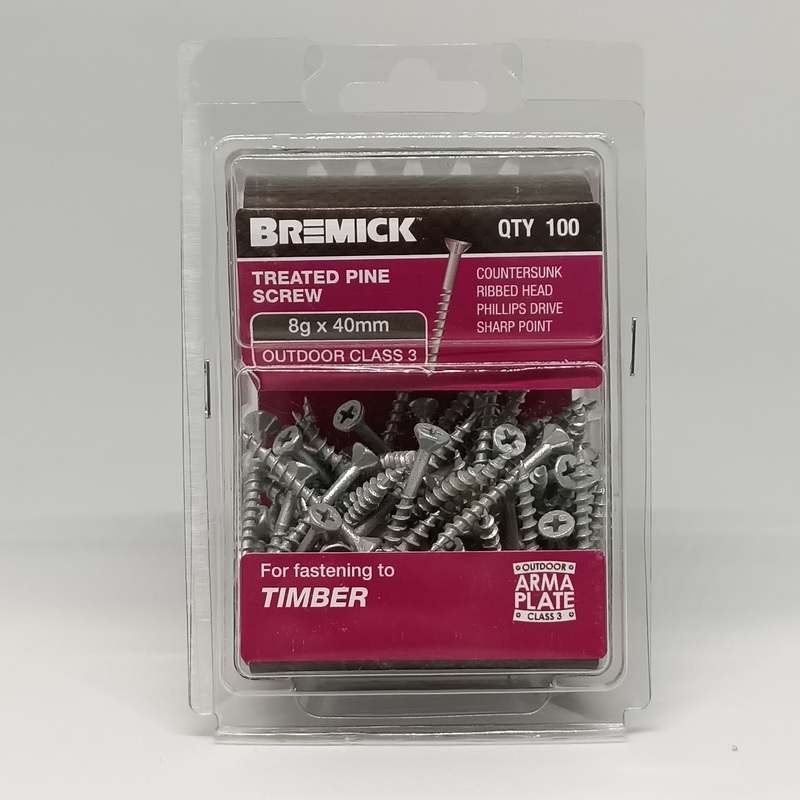 BREMICK™
QTY 100
TREATED PINE
SCREW
8g x 40mm
OUTDOOR CLASS 3
COUNTERSUNK
RIBBED HEAD
PHILLIPS DRIVE
SHARP POINT
For fastening to
TIMBER
OUTDOOR
ARMA
PLATE
CLASS 3